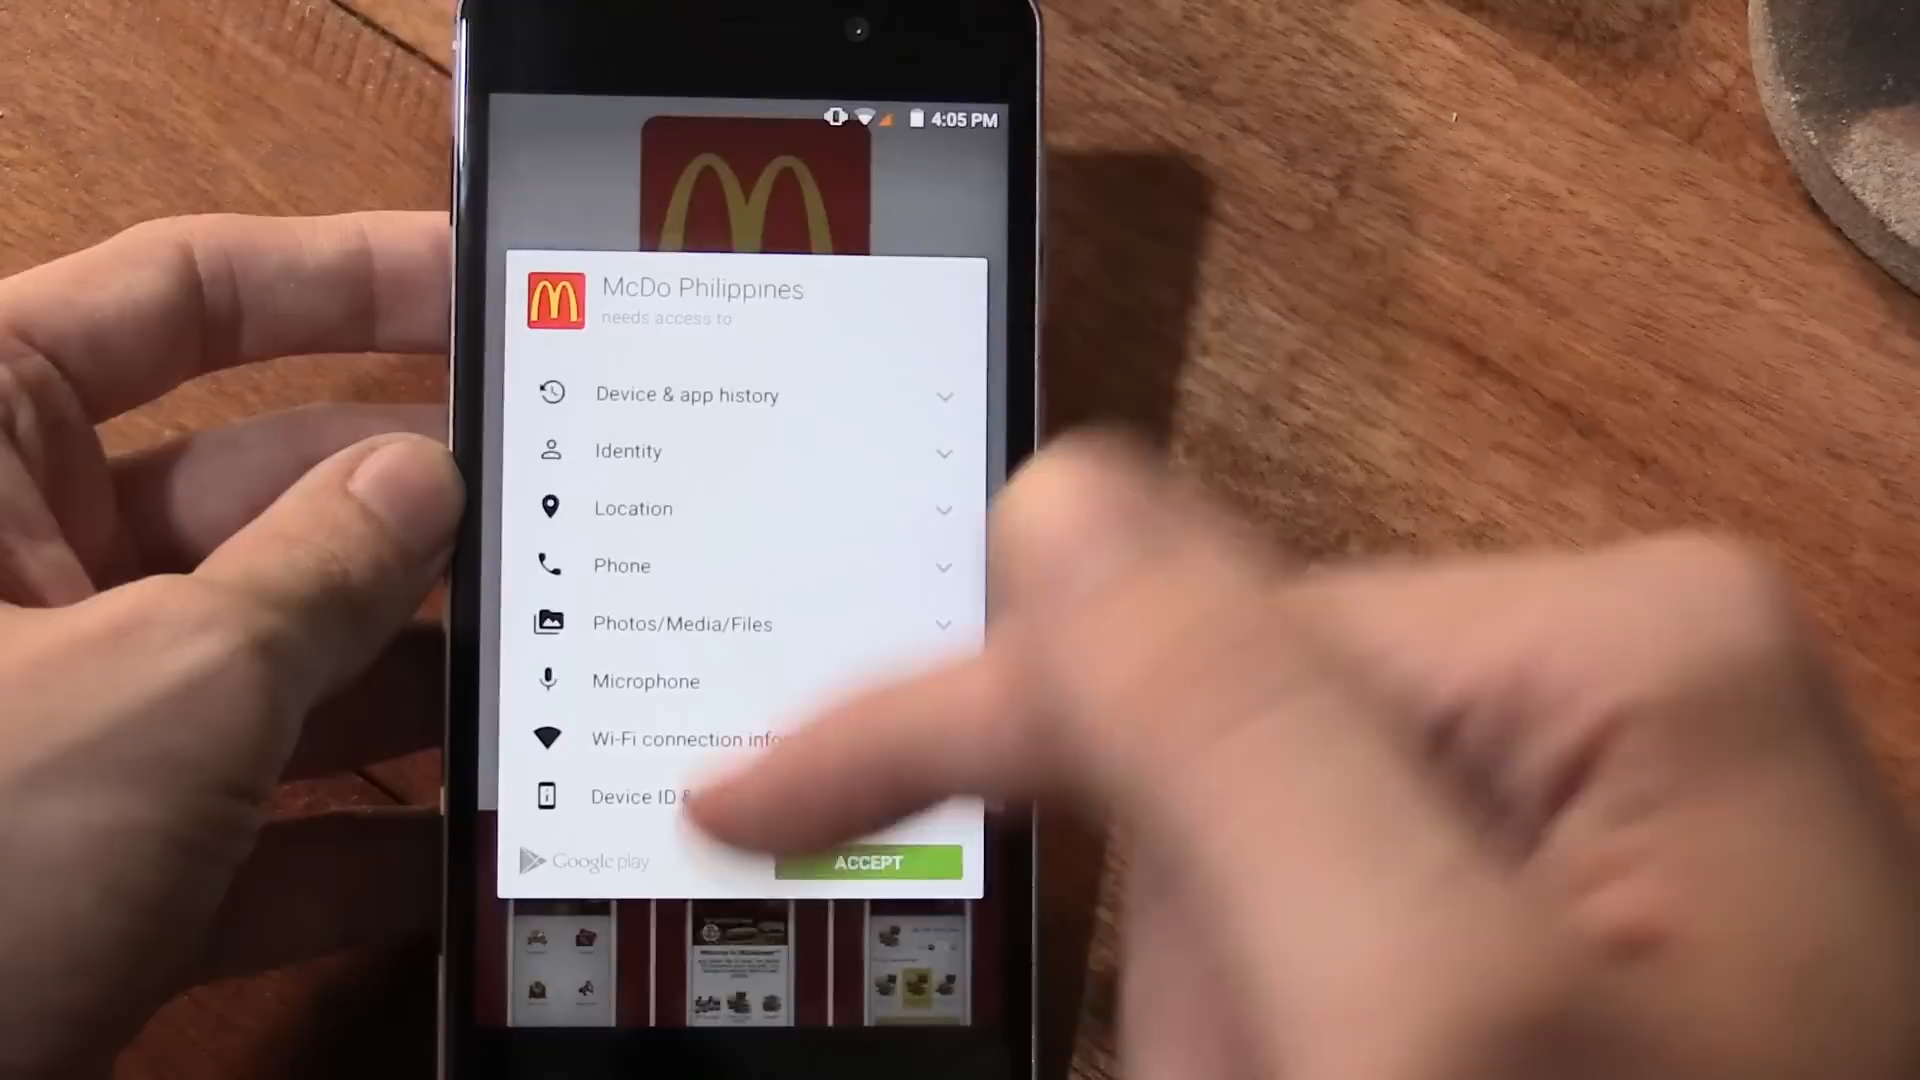 4:05 PM
McDo Philippines
needs access to
Device & app history
Identity
Location
Phone
Photos/Media/Files
Microphone
Wi-Fi connection
Device ID &
Google play
ACCEPT